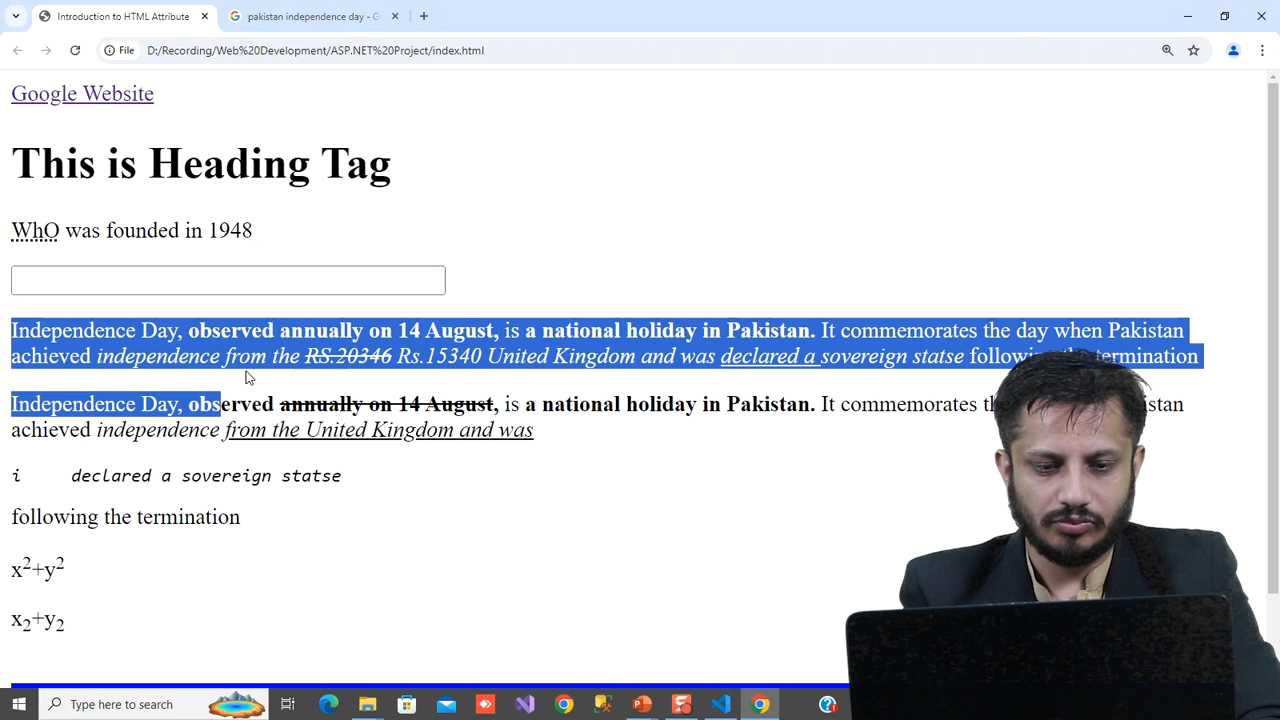 Introduction to HTML Attribute
pakistan independence day - G
File
D:/Recording/Web%20Development/ASP.NET%20Project/index.html
Google Website
This is Heading Tag
WhO was founded in 1948
Independence Day, observed annually on 14 August, is a national holiday in Pakistan. It commemorates the day when Pakistan
achieved independence from the RS.20346 Rs.15340 United Kingdom and was declared a sovereign statse following the termination
Independence Day, observed annually on 14 August, is a national holiday in Pakistan. It commemorates
achieved independence from the United Kingdom and was
i declared a sovereign statse
following the termination
x²+y²
x₂+y₂
Type here to search